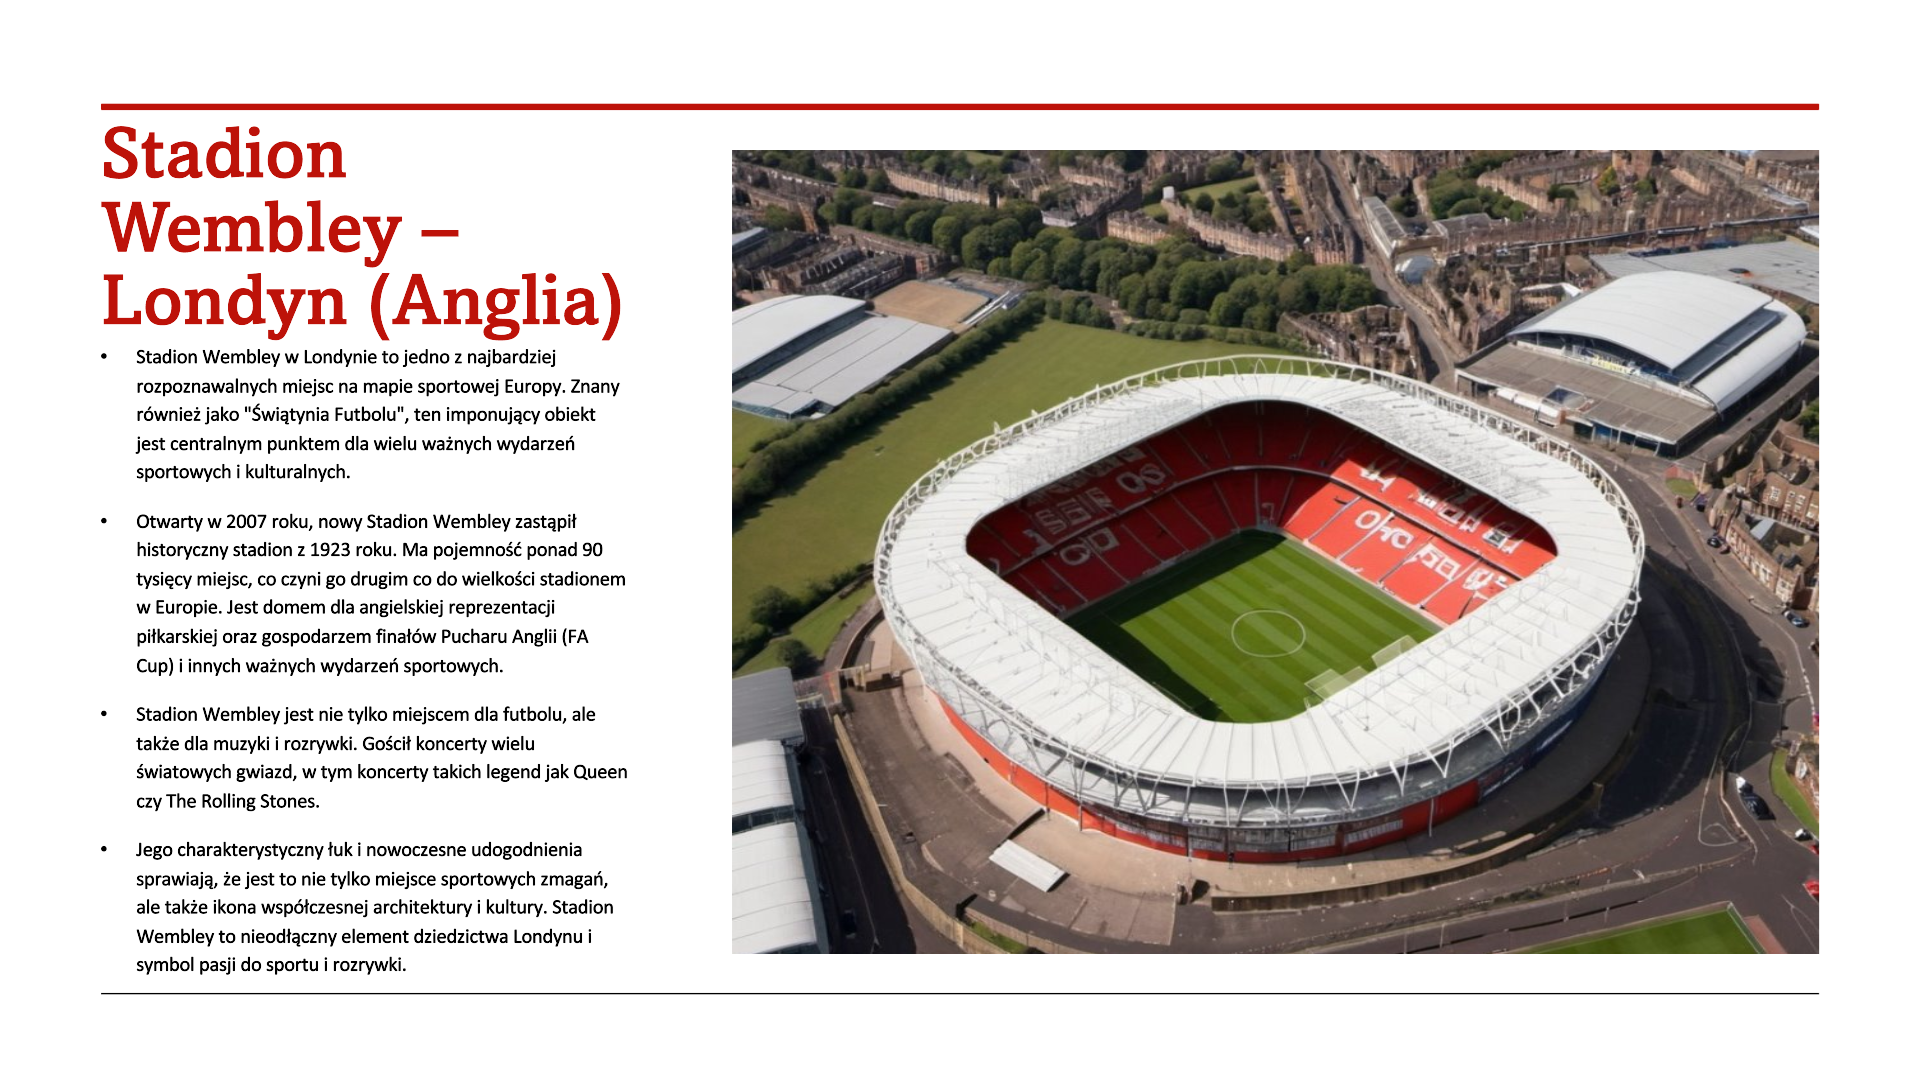 Stadion
Wembley –
Londyn (Anglia)
• Stadion Wembley w Londynie to jedno z najbardziej
rozpoznawalnych miejsc na mapie sportowej Europy. Znany
również jako "Świątynia Futbolu", ten imponujący obiekt
jest centralnym punktem dla wielu ważnych wydarzeń
sportowych i kulturalnych.
• Otwarty w 2007 roku, nowy Stadion Wembley zastąpił
historyczny stadion z 1923 roku. Ma pojemność ponad 90
tysięcy miejsc, co czyni go drugim co do wielkości stadionem
w Europie. Jest domem dla angielskiej reprezentacji
piłkarskiej oraz gospodarzem finałów Pucharu Anglii (FA
Cup) i innych ważnych wydarzeń sportowych.
• Stadion Wembley jest nie tylko miejscem dla futbolu, ale
także dla muzyki i rozrywki. Gościł koncerty wielu
światowych gwiazd, w tym koncerty takich legend jak Queen
czy The Rolling Stones.
• Jego charakterystyczny łuk i nowoczesne udogodnienia
sprawiają, że jest to nie tylko miejsce sportowych zmagań,
ale także ikona współczesnej architektury i kultury. Stadion
Wembley to nieodłączny element dziedzictwa Londynu i
symbol pasji do sportu i rozrywki.